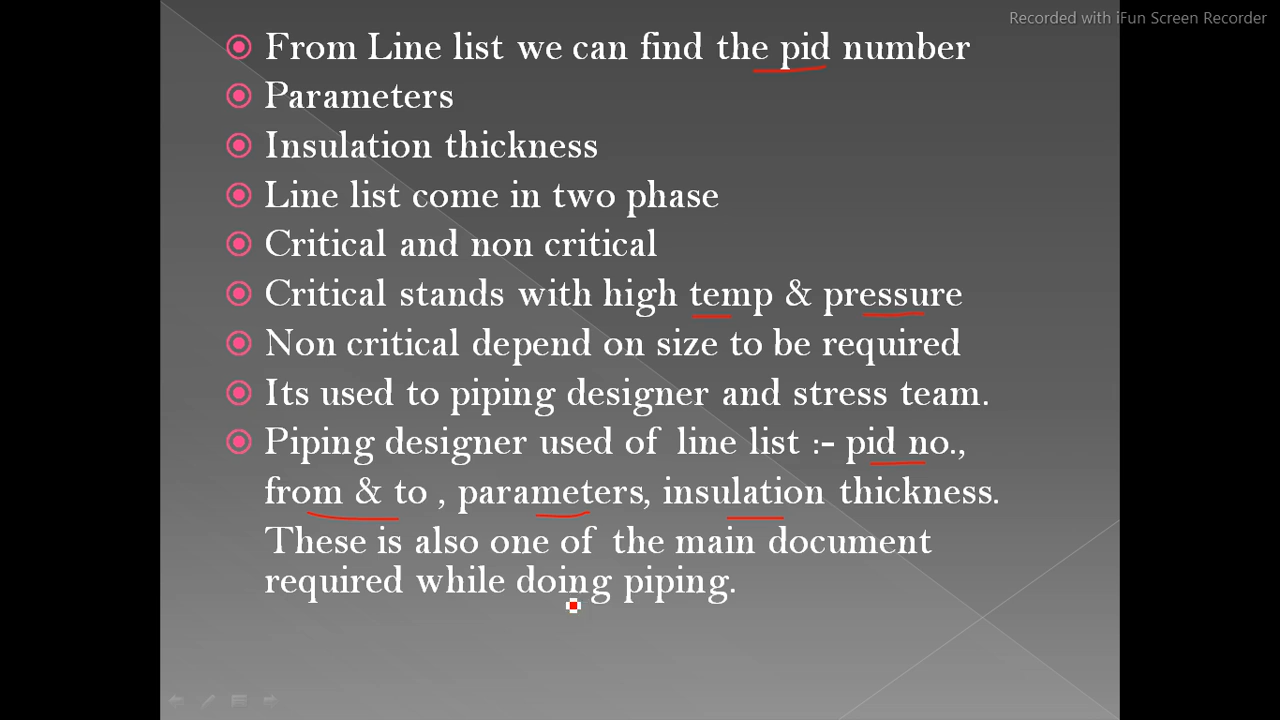 Recorded with iFun Screen Recorder
From Line list we can find the pid number
Parameters
Insulation thickness
Line list come in two phase
Critical and non critical
Critical stands with high temp & pressure
Non critical depend on size to be required
Its used to piping designer and stress team.
Piping designer used of line list :- pid no.,
from & to , parameters, insulation thickness.
These is also one of the main document
required while doing piping.